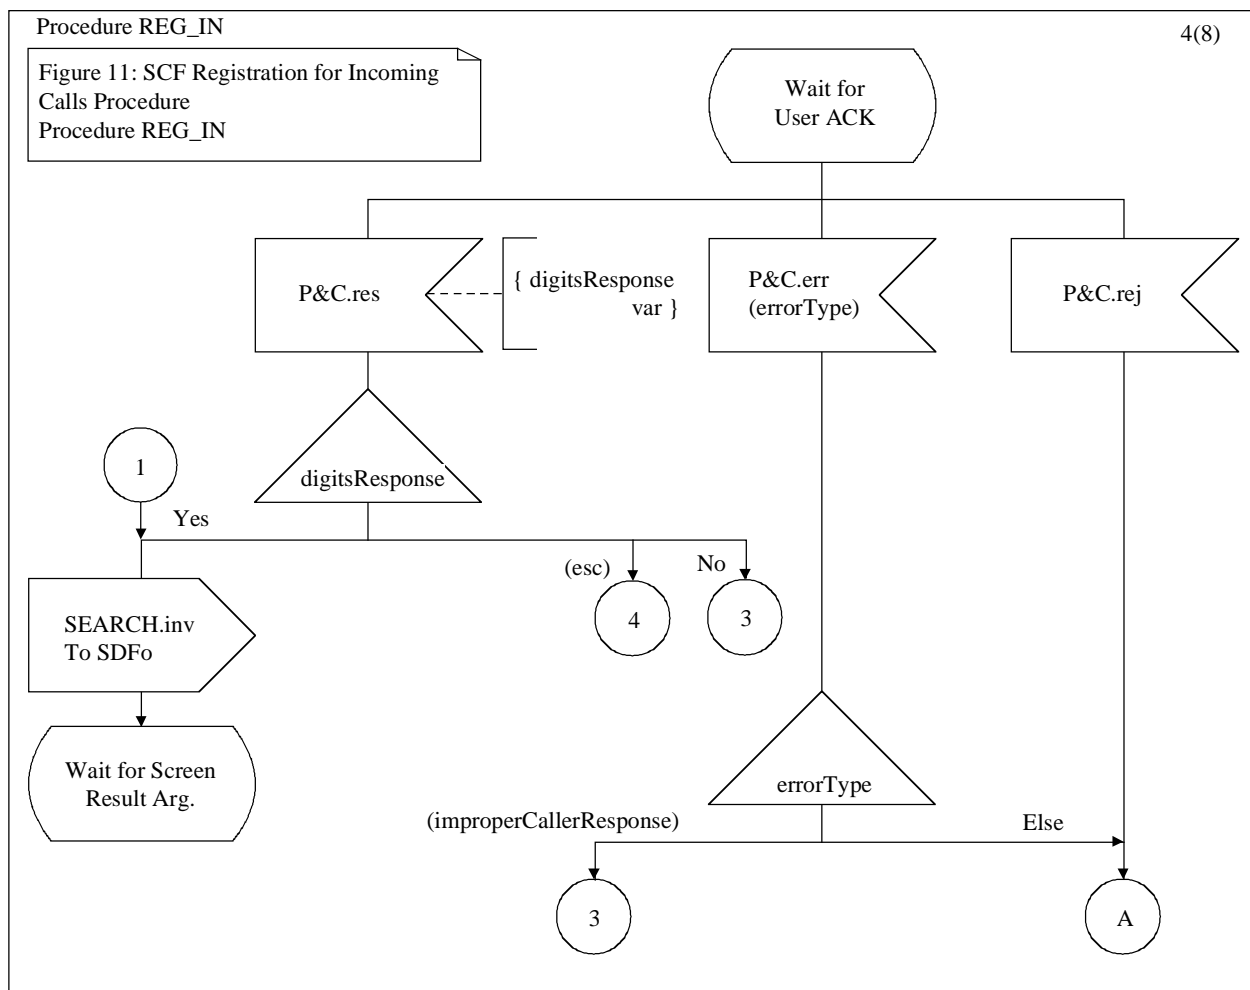 Procedure REG_IN
4(8)
Figure 11: SCF Registration for Incoming
Calls Procedure
Procedure REG_IN
Wait for
User ACK
P&C.res
{ digitsResponse
var }
P&C.err
(errorType)
P&C.rej
1
digitsResponse
Yes
(esc)
No
4
3
SEARCH.inv
To SDFo
Wait for Screen
Result Arg.
errorType
(improperCallerResponse)
Else
3
A